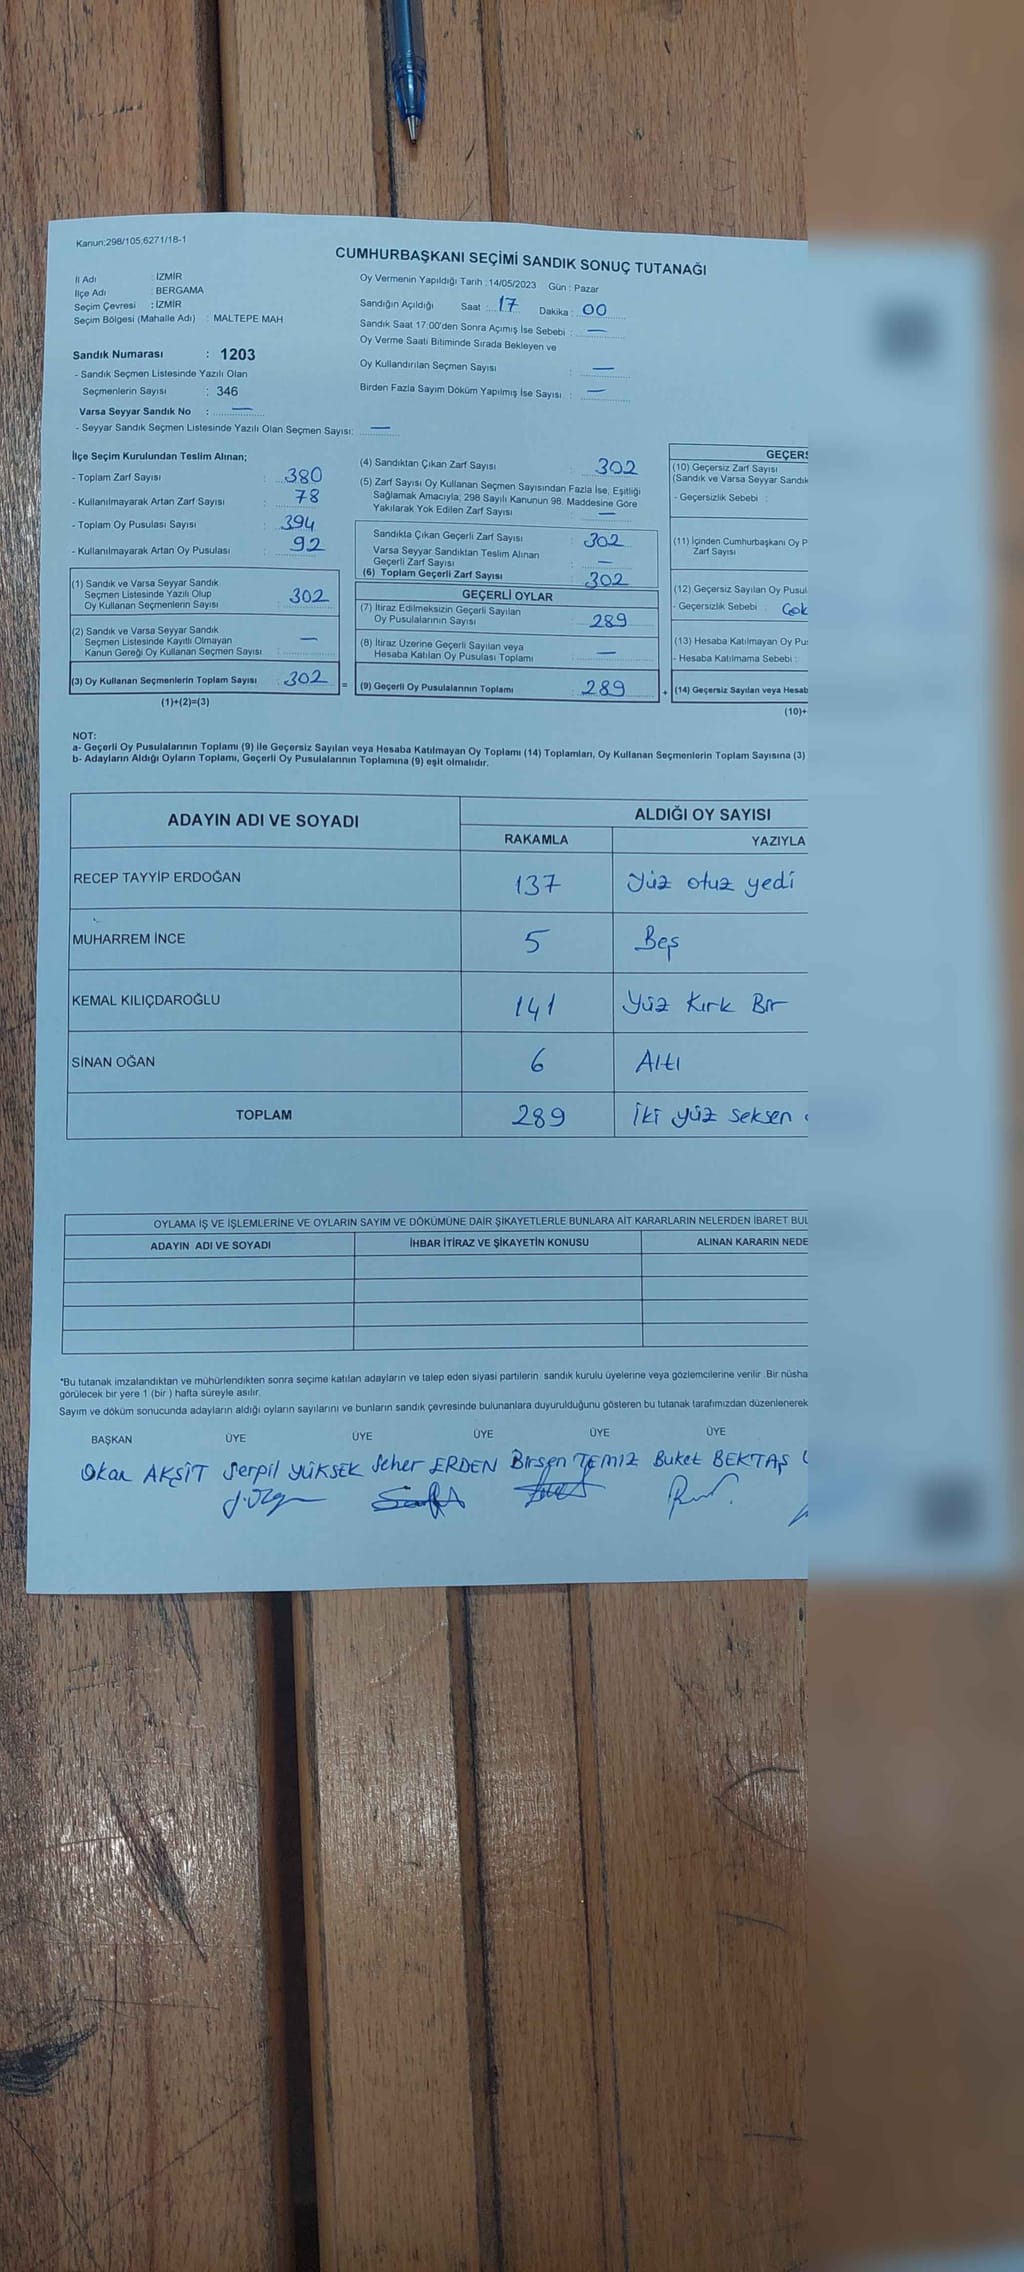 Kanun;298/105;6271/18-1
CUMHURBAŞKANI SEÇİMİ SANDIK SONUÇ TUTANAĞI
İl Adı : İZMİR
İlçe Adı : BERGAMA
Seçim Çevresi : İZMİR
Seçim Bölgesi (Mahalle Adı) : MALTEPE MAH
Oy Vermenin Yapıldığı Tarih : 14/05/2023 Gün : Pazar
Sandığın Açıldığı Saat : 17 Dakika : 00
Sandık Saat 17:00'den Sonra Açımış İse Sebebi : —
Oy Verme Saati Bitiminde Sırada Bekleyen ve
Oy Kullandırılan Seçmen Sayısı : —
Birden Fazla Sayım Döküm Yapılmış İse Sayısı : —
Sandık Numarası : 1203
- Sandık Seçmen Listesinde Yazılı Olan
Seçmenlerin Sayısı : 346
Varsa Seyyar Sandık No : —
- Seyyar Sandık Seçmen Listesinde Yazılı Olan Seçmen Sayısı: —
İlçe Seçim Kurulundan Teslim Alınan;
- Toplam Zarf Sayısı : 380
- Kullanılmayarak Artan Zarf Sayısı : 78
- Toplam Oy Pusulası Sayısı : 394
- Kullanılmayarak Artan Oy Pusulası : 92
(1) Sandık ve Varsa Seyyar Sandık
Seçmen Listesinde Yazılı Olup
Oy Kullanan Seçmenlerin Sayısı : 302
(2) Sandık ve Varsa Seyyar Sandık
Seçmen Listesinde Kayıtlı Olmayan
Kanun Gereği Oy Kullanan Seçmen Sayısı : —
(3) Oy Kullanan Seçmenlerin Toplam Sayısı : 302 =
(1)+(2)=(3)
(4) Sandıktan Çıkan Zarf Sayısı : 302
(5) Zarf Sayısı Oy Kullanan Seçmen Sayısından Fazla İse, Eşitliği
Sağlamak Amacıyla, 298 Sayılı Kanunun 98. Maddesine Göre
Yakılarak Yok Edilen Zarf Sayısı : —
Sandıkta Çıkan Geçerli Zarf Sayısı : 302
Varsa Seyyar Sandıktan Teslim Alınan
Geçerli Zarf Sayısı : —
(6) Toplam Geçerli Zarf Sayısı : 302
GEÇERLİ OYLAR
(7) İtiraz Edilmeksizin Geçerli Sayılan
Oy Pusulalarının Sayısı : 289
(8) İtiraz Üzerine Geçerli Sayılan veya
Hesaba Katılan Oy Pusulası Toplamı : —
(9) Geçerli Oy Pusulalarının Toplamı : 289 +
GEÇERS
(10) Geçersiz Zarf Sayısı
(Sandık ve Varsa Seyyar Sandık
- Geçersizlik Sebebi :
(11) İçinden Cumhurbaşkanı Oy P
Zarf Sayısı
(12) Geçersiz Sayılan Oy Pusul
- Geçersizlik Sebebi : Çok
(13) Hesaba Katılmayan Oy Pus
- Hesaba Katılmama Sebebi :
(14) Geçersiz Sayılan veya Hesab
(10)+
NOT:
a- Geçerli Oy Pusulalarının Toplamı (9) ile Geçersiz Sayılan veya Hesaba Katılmayan Oy Toplamı (14) Toplamları, Oy Kullanan Seçmenlerin Toplam Sayısına (3)
b- Adayların Aldığı Oyların Toplamı, Geçerli Oy Pusulalarının Toplamına (9) eşit olmalıdır.
ADAYIN ADI VE SOYADI
ALDIĞI OY SAYISI
RAKAMLA YAZIYLA
RECEP TAYYİP ERDOĞAN 137 Yüz otuz yedi
MUHARREM İNCE 5 Beş
KEMAL KILIÇDAROĞLU 141 Yüz Kırk Bir
SİNAN OĞAN 6 Altı
TOPLAM 289 İki yüz seksen
OYLAMA İŞ VE İŞLEMLERİNE VE OYLARIN SAYIM VE DÖKÜMÜNE DAİR ŞİKAYETLERLE BUNLARA AİT KARARLARIN NELERDEN İBARET BUL
ADAYIN ADI VE SOYADI İHBAR İTİRAZ VE ŞİKAYETİN KONUSU ALINAN KARARIN NEDE
*Bu tutanak imzalandıktan ve mühürlendikten sonra seçime katılan adayların ve talep eden siyasi partilerin sandık kurulu üyelerine veya gözlemcilerine verilir .Bir nüsha
görülecek bir yere 1 (bir ) hafta süreyle asılır.
Sayım ve döküm sonucunda adayların aldığı oyların sayılarını ve bunların sandık çevresinde bulunanlara duyurulduğunu gösteren bu tutanak tarafımızdan düzenlenerek
BAŞKAN ÜYE ÜYE ÜYE ÜYE ÜYE
Okan AKŞİT Serpil YÜKSEK Seher ERDEN Birsen TEMİZ Buket BEKTAŞ